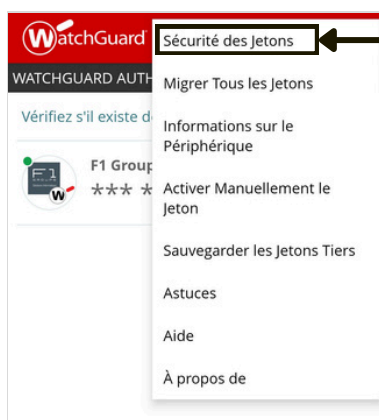 WatchGuard
Sécurité des Jetons
WATCHGUARD AUTH
Migrer Tous les Jetons
Vérifiez s'il existe d
Informations sur le
Périphérique
F1 Group
*** *
Activer Manuellement le
Jeton
Sauvegarder les Jetons Tiers
Astuces
Aide
À propos de